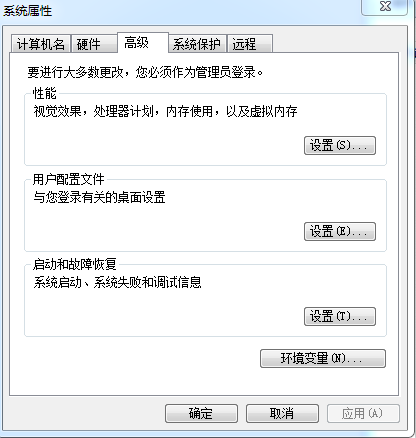 系统属性
计算机名 硬件 高级 系统保护 远程
要进行大多数更改，您必须作为管理员登录。
性能
视觉效果，处理器计划，内存使用，以及虚拟内存
设置(S)...
用户配置文件
与您登录有关的桌面设置
设置(E)...
启动和故障恢复
系统启动、系统失败和调试信息
设置(T)...
环境变量(N)...
确定 取消 应用(A)